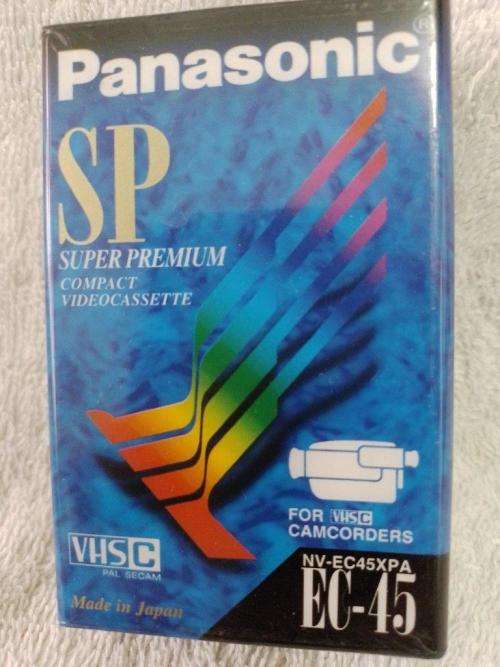 Panasonic®
SP
SUPER PREMIUM
COMPACT
VIDEOCASSETTE
FOR VHS C
CAMCORDERS
VHS C
PAL SECAM
NV-EC45XPA
EC-45
Made in Japan